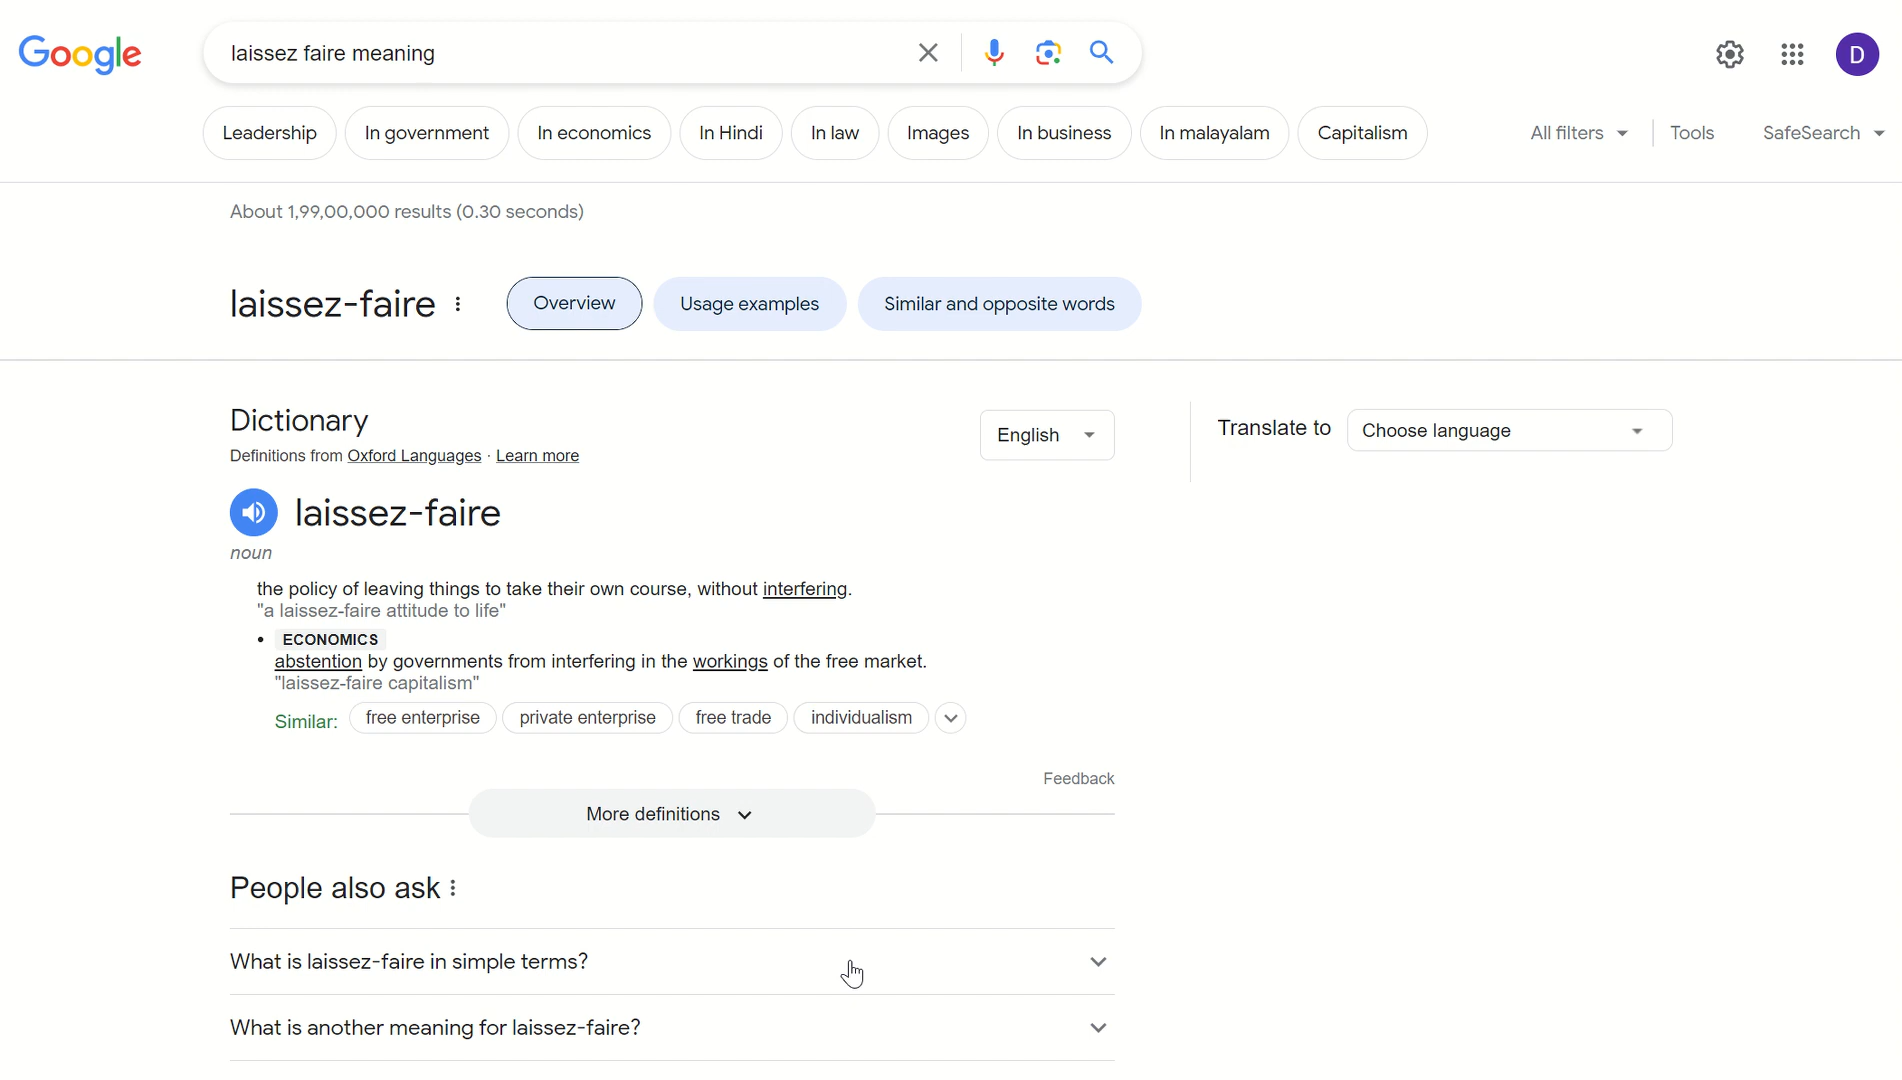 Google
laissez faire meaning
D
Leadership
In government
In economics
In Hindi
In law
Images
In business
In malayalam
Capitalism
All filters
Tools
SafeSearch
About 1,99,00,000 results (0.30 seconds)
laissez-faire
Overview
Usage examples
Similar and opposite words
Dictionary
Definitions from Oxford Languages · Learn more
English
Translate to
Choose language
laissez-faire
noun
the policy of leaving things to take their own course, without interfering.
"a laissez-faire attitude to life"
• ECONOMICS
abstention by governments from interfering in the workings of the free market.
"laissez-faire capitalism"
Similar: free enterprise private enterprise free trade individualism
Feedback
More definitions
People also ask
What is laissez-faire in simple terms?
What is another meaning for laissez-faire?